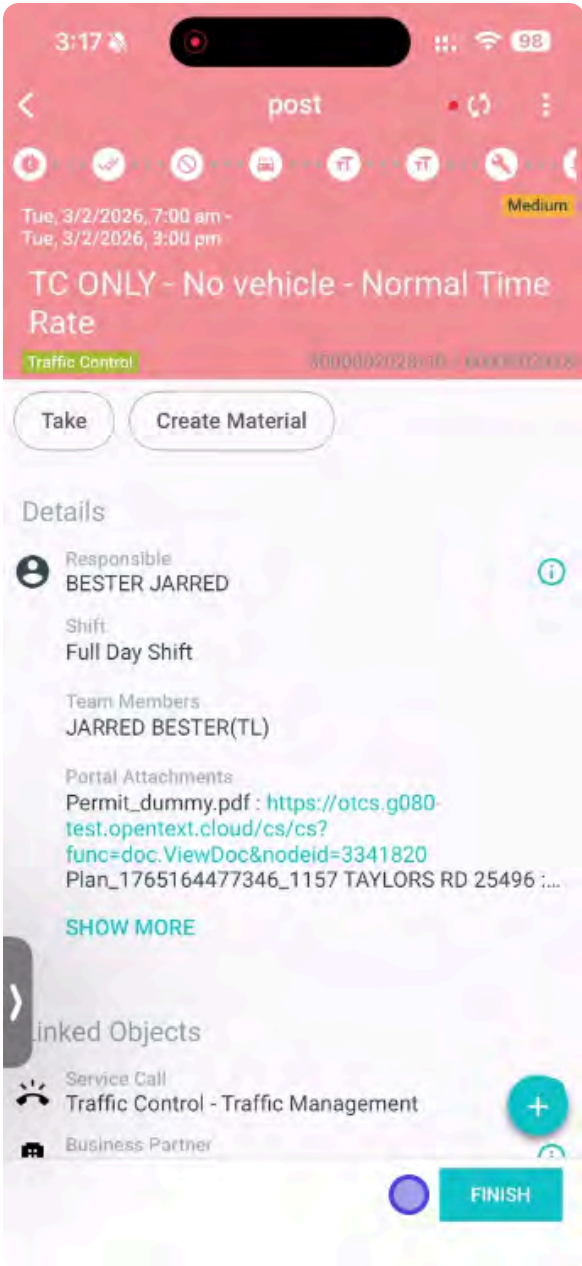 3:17
98
post
Tue, 3/2/2026, 7:00 am -
Tue, 3/2/2026, 3:00 pm
Medium
TC ONLY - No vehicle - Normal Time
Rate
Traffic Control
Take
Create Material
Details
Responsible
BESTER JARRED
Shift
Full Day Shift
Team Members
JARRED BESTER(TL)
Portal Attachments
Permit_dummy.pdf : https://otcs.g080-
test.opentext.cloud/cs/cs?
func=doc.ViewDoc&nodeid=3341820
Plan_1765164477346_1157 TAYLORS RD 25496 :...
SHOW MORE
Linked Objects
Service Call
Traffic Control - Traffic Management
+
Business Partner
FINISH